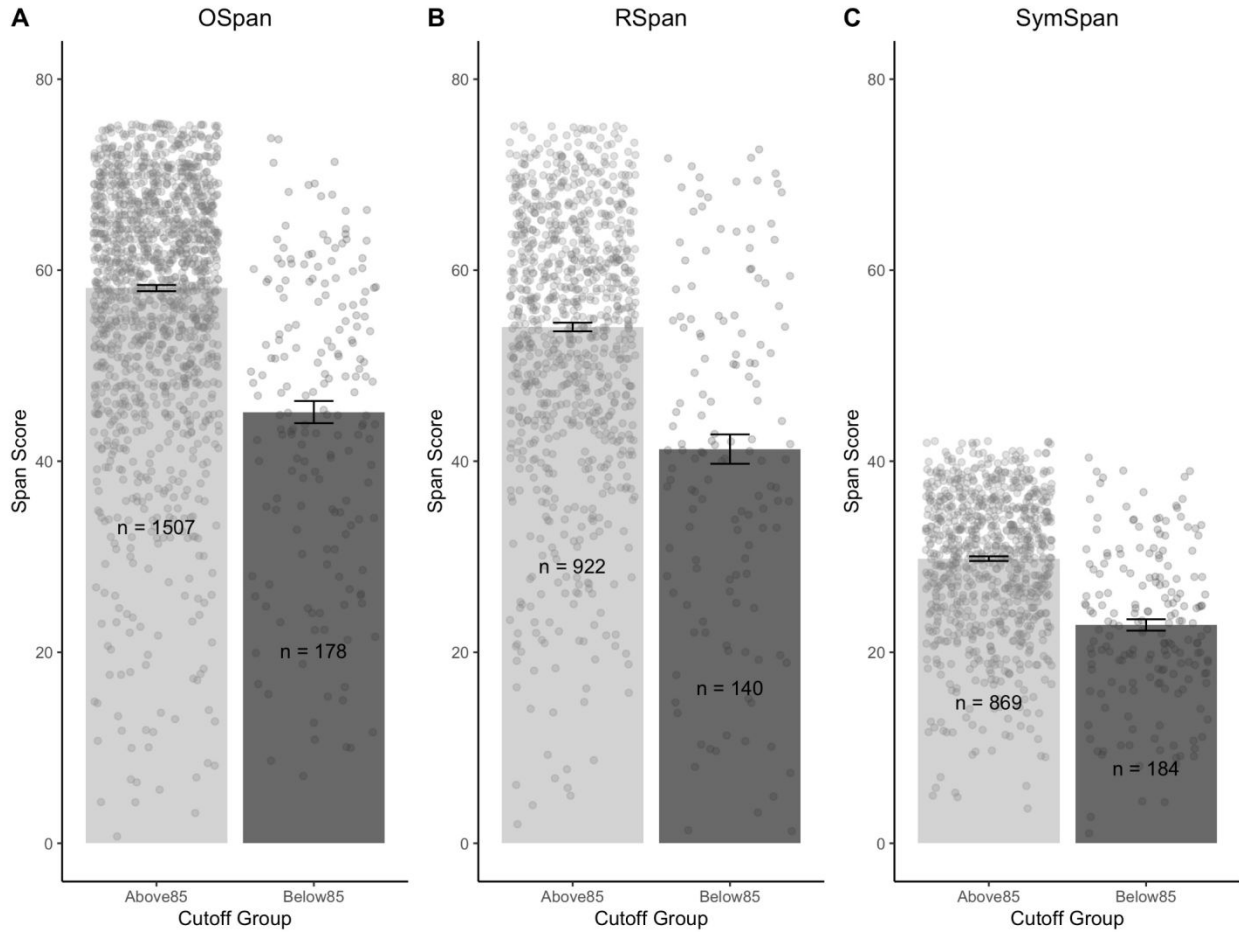 A OSpan
80
60
40
20
0
Span Score
n = 1507
n = 178
Above85 Below85
Cutoff Group
B RSpan
80
60
40
20
0
Span Score
n = 922
n = 140
Above85 Below85
Cutoff Group
C SymSpan
80
60
40
20
0
Span Score
n = 869
n = 184
Above85 Below85
Cutoff Group